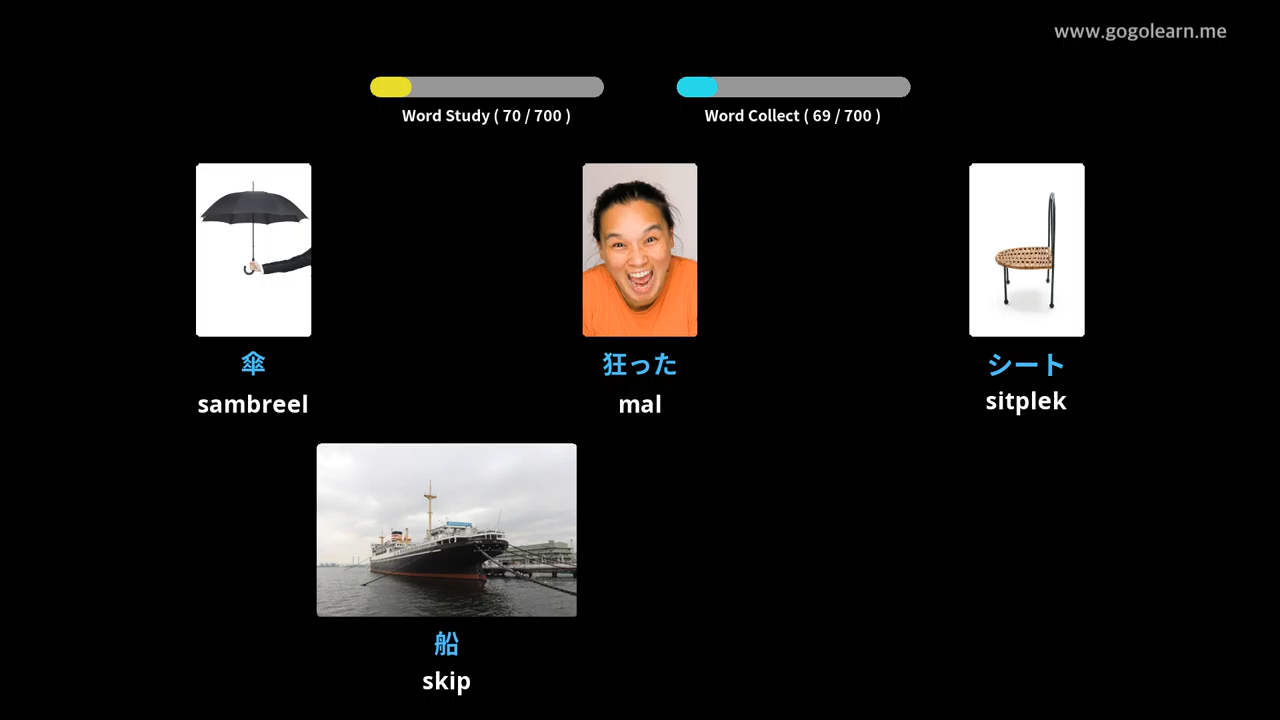 www.gogolearn.me
Word Study ( 70 / 700 )
Word Collect ( 69 / 700 )
傘
sambreel
狂った
mal
シート
sitplek
船
skip